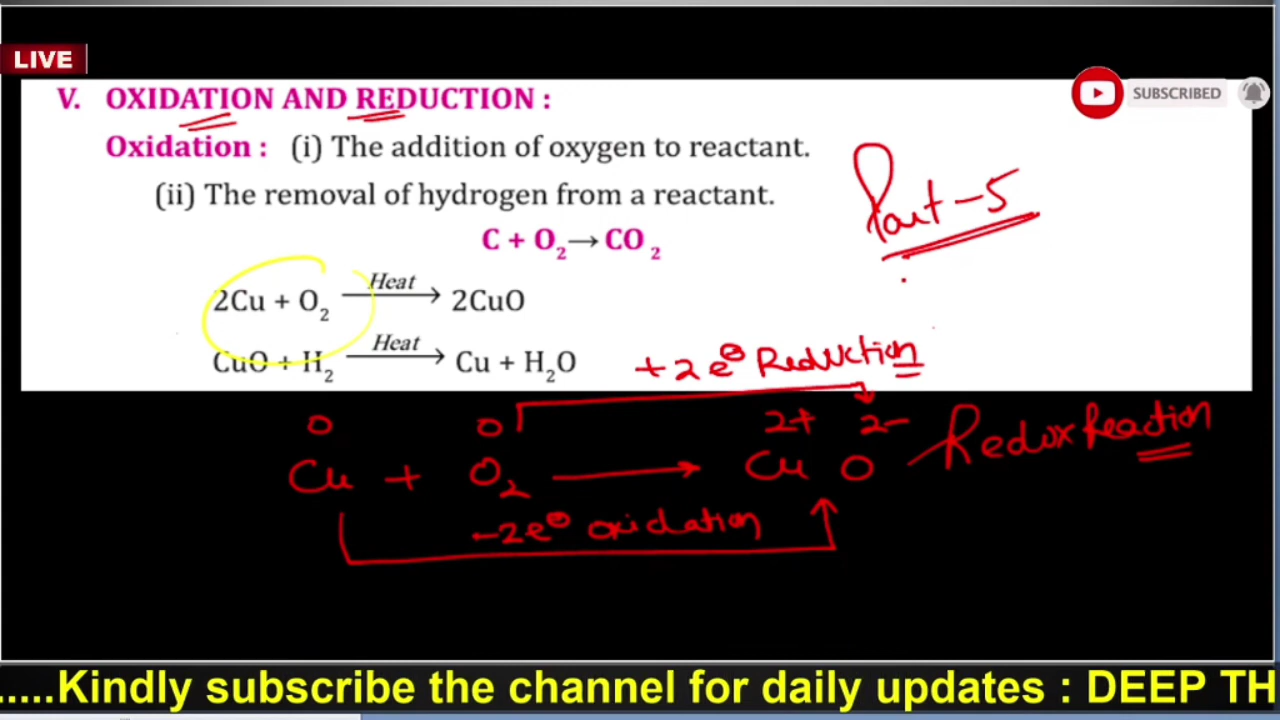 LIVE
SUBSCRIBED
V. OXIDATION AND REDUCTION :
Oxidation : (i) The addition of oxygen to reactant.
(ii) The removal of hydrogen from a reactant.
Part-5
C + O₂ → CO₂
2Cu + O₂ Heat → 2CuO
CuO + H₂ Heat → Cu + H₂O
+2e⊖ Reduction
0 0 2+ 2-
Cu + O₂ → Cu O Redox Reaction
-2e⊖ oxidation
.....Kindly subscribe the channel for daily updates : DEEP TH